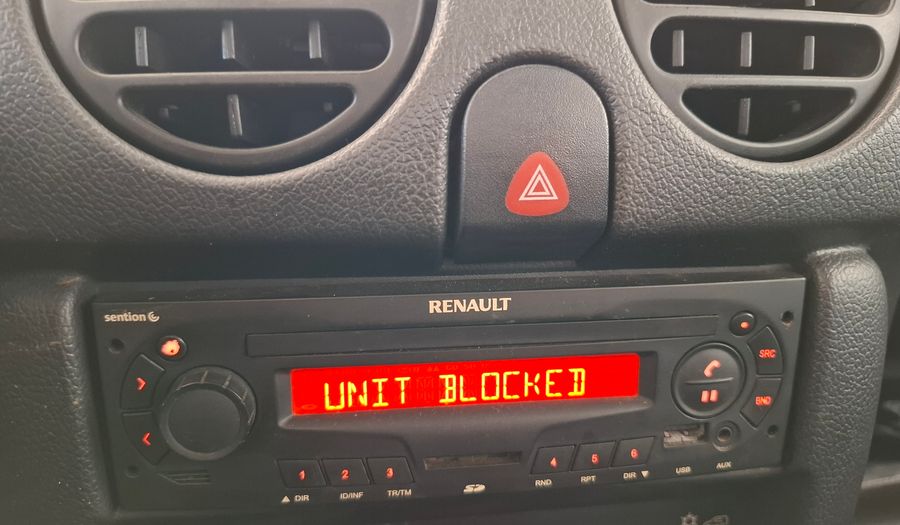 RENAULT
sention
SRC
UNIT BLOCKED
BND
1 2 3 4 5 6
DIR ID/INF TR/TM RND RPT DIR USB AUX